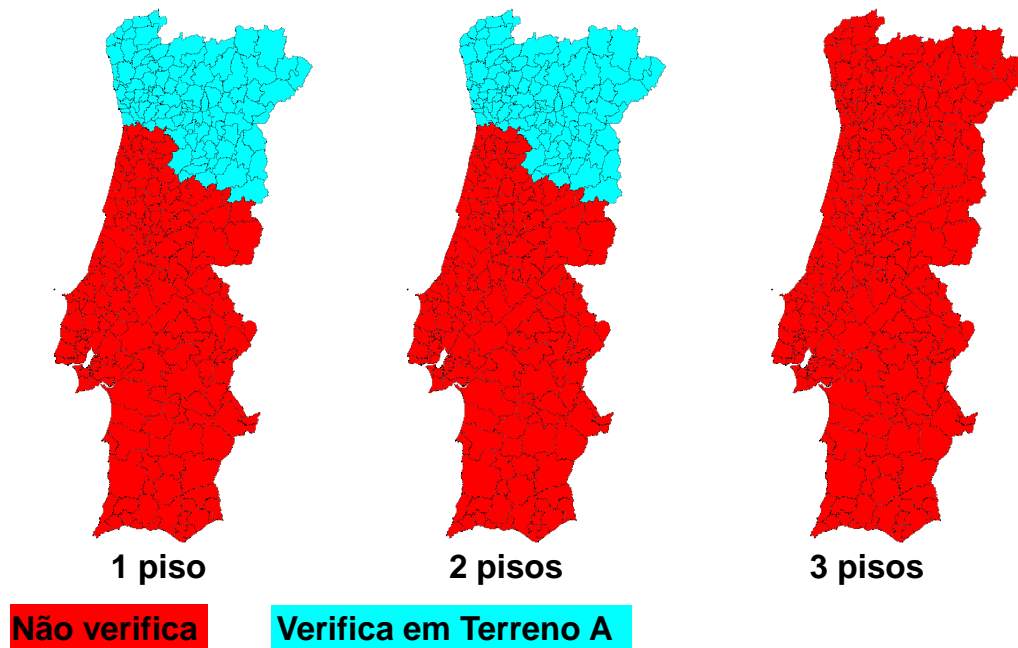 1 piso
2 pisos
3 pisos
Não verifica
Verifica em Terreno A